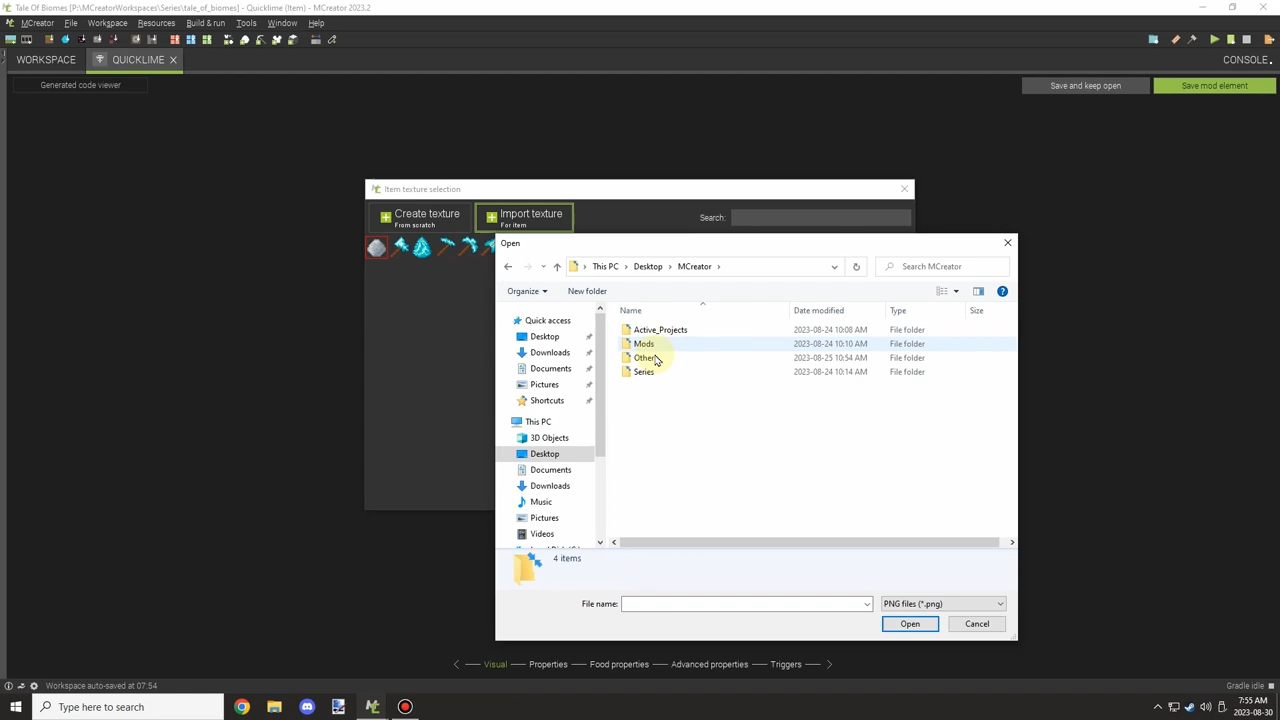 Tale Of Biomes [P:\MCreatorWorkspaces\Series\tale_of_biomes] - Quicklime (Item) - MCreator 2023.2
MCreator File Workspace Resources Build & run Tools Window Help
WORKSPACE QUICKLIME CONSOLE
Generated code viewer Save and keep open Save mod element
Item texture selection
Create texture
From scratch
Import texture
For item
Search:
Open
This PC > Desktop > MCreator >
Search MCreator
Organize New folder
Name Date modified Type Size
Quick access
Desktop
Downloads
Documents
Pictures
Shortcuts
This PC
3D Objects
Desktop
Documents
Downloads
Music
Pictures
Videos
Active_Projects 2023-08-24 10:08 AM File folder
Mods 2023-08-24 10:10 AM File folder
Other 2023-08-25 10:54 AM File folder
Series 2023-08-24 10:14 AM File folder
4 items
File name: PNG files (*.png)
Open Cancel
Visual Properties Food properties Advanced properties Triggers
Workspace auto-saved at 07:54 Gradle idle
Type here to search
7:55 AM
2023-08-30